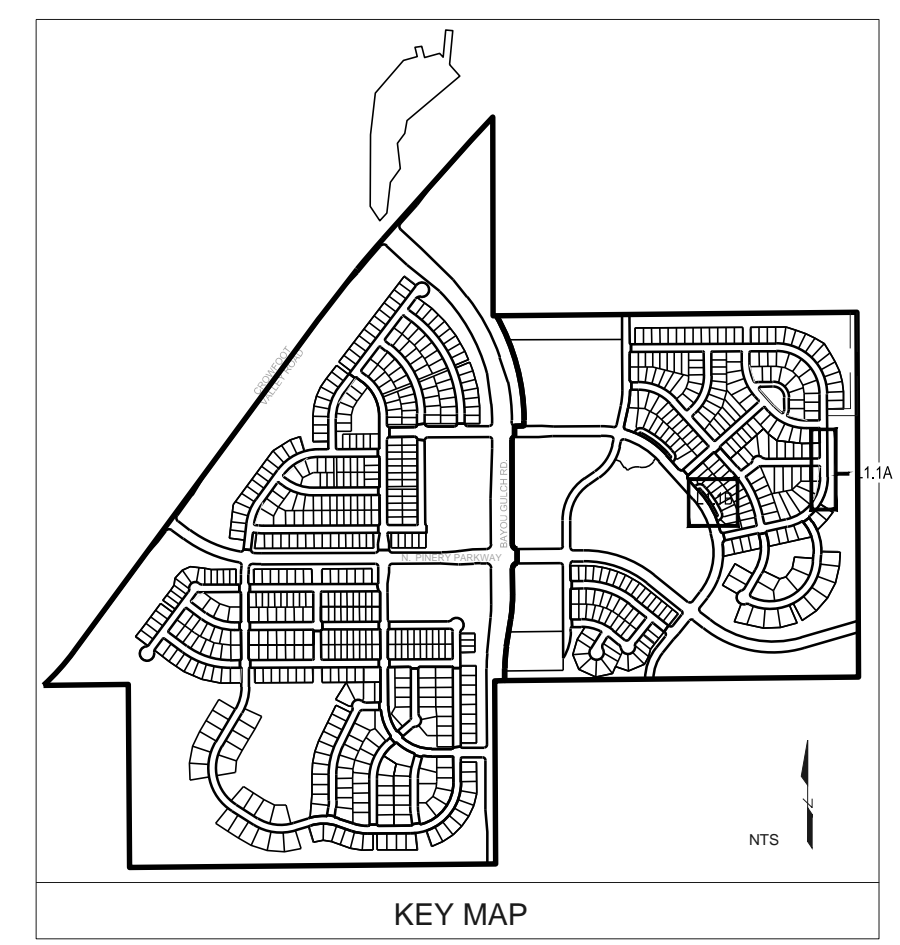 CROWFOOT
VALLEY ROAD
BAYOU GULCH RD.
L1.1A
N. PINERY PARKWAY
N
NTS
KEY MAP